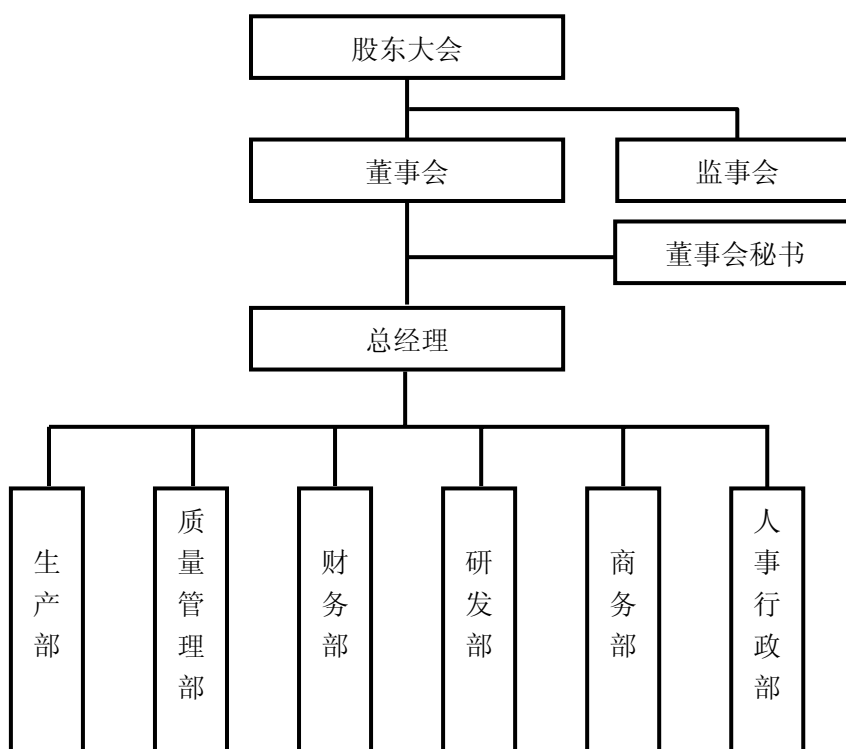 股东大会
董事会
监事会
董事会秘书
总经理
生产部
质量管理部
财务部
研发部
商务部
人事行政部